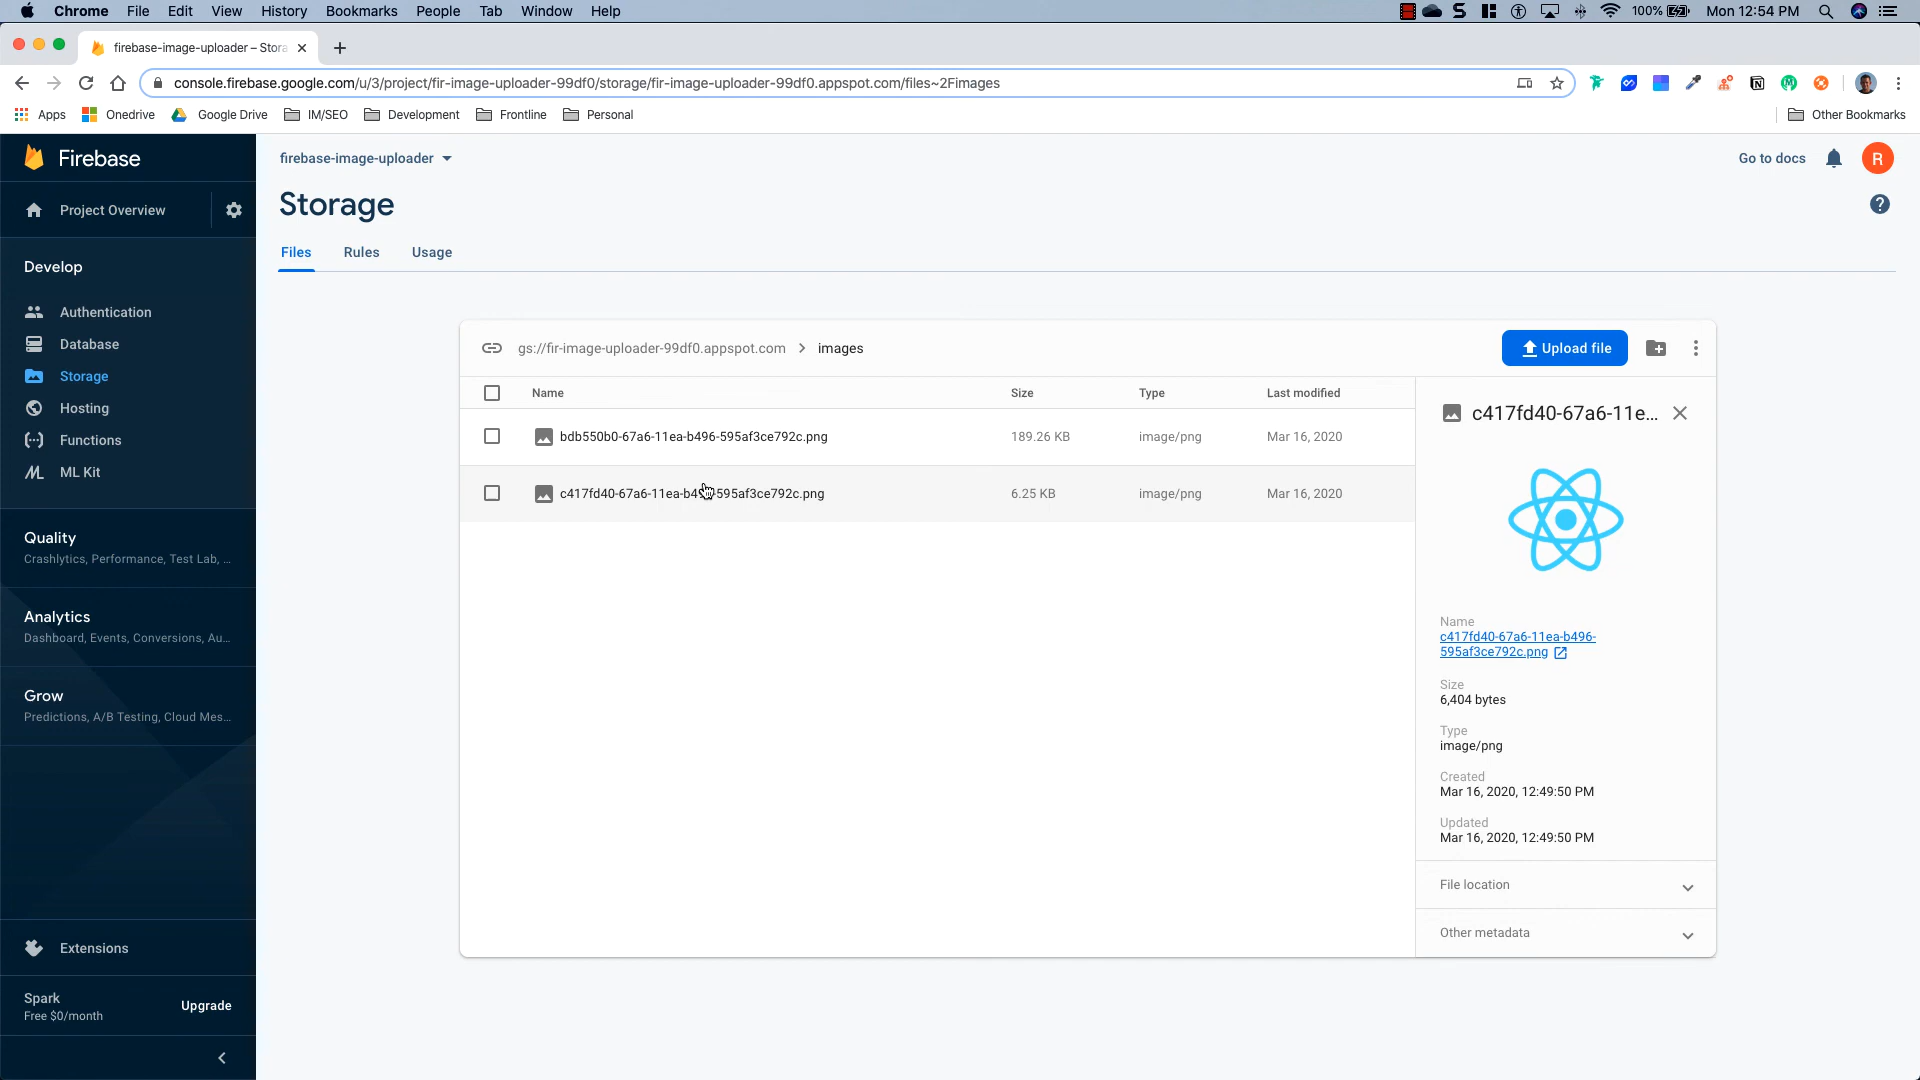 Chrome File Edit View History Bookmarks People Tab Window Help
100% Mon 12:54 PM
firebase-image-uploader – Stora
console.firebase.google.com/u/3/project/fir-image-uploader-99df0/storage/fir-image-uploader-99df0.appspot.com/files~2Fimages
Apps Onedrive Google Drive IM/SEO Development Frontline Personal Other Bookmarks
Firebase
firebase-image-uploader
Go to docs
R
Project Overview
Storage
Files Rules Usage
Develop
Authentication
Database
Storage
Hosting
Functions
ML Kit
Quality
Crashlytics, Performance, Test Lab, ...
Analytics
Dashboard, Events, Conversions, Au...
Grow
Predictions, A/B Testing, Cloud Mes...
Extensions
Spark
Free $0/month
Upgrade
gs://fir-image-uploader-99df0.appspot.com > images
Upload file
Name Size Type Last modified
bdb550b0-67a6-11ea-b496-595af3ce792c.png 189.26 KB image/png Mar 16, 2020
c417fd40-67a6-11ea-b496-595af3ce792c.png 6.25 KB image/png Mar 16, 2020
c417fd40-67a6-11e...
Name
c417fd40-67a6-11ea-b496-
595af3ce792c.png
Size
6,404 bytes
Type
image/png
Created
Mar 16, 2020, 12:49:50 PM
Updated
Mar 16, 2020, 12:49:50 PM
File location
Other metadata